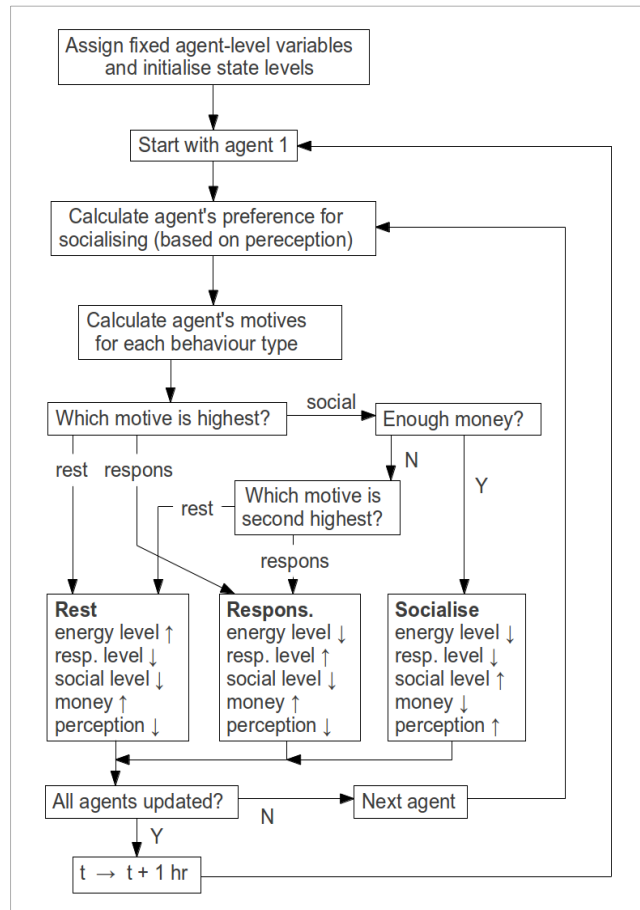 Assign fixed agent-level variables
and initialise state levels
Start with agent 1
Calculate agent's preference for
socialising (based on pereception)
Calculate agent's motives
for each behaviour type
Which motive is highest?
social
Enough money?
rest
respons
N
Y
Which motive is
second highest?
rest
respons
Rest
energy level ↑
resp. level ↓
social level ↓
money ↑
perception ↓
Respons.
energy level ↓
resp. level ↑
social level ↓
money ↑
perception ↓
Socialise
energy level ↓
resp. level ↓
social level ↑
money ↓
perception ↑
All agents updated?
N
Next agent
Y
t → t + 1 hr